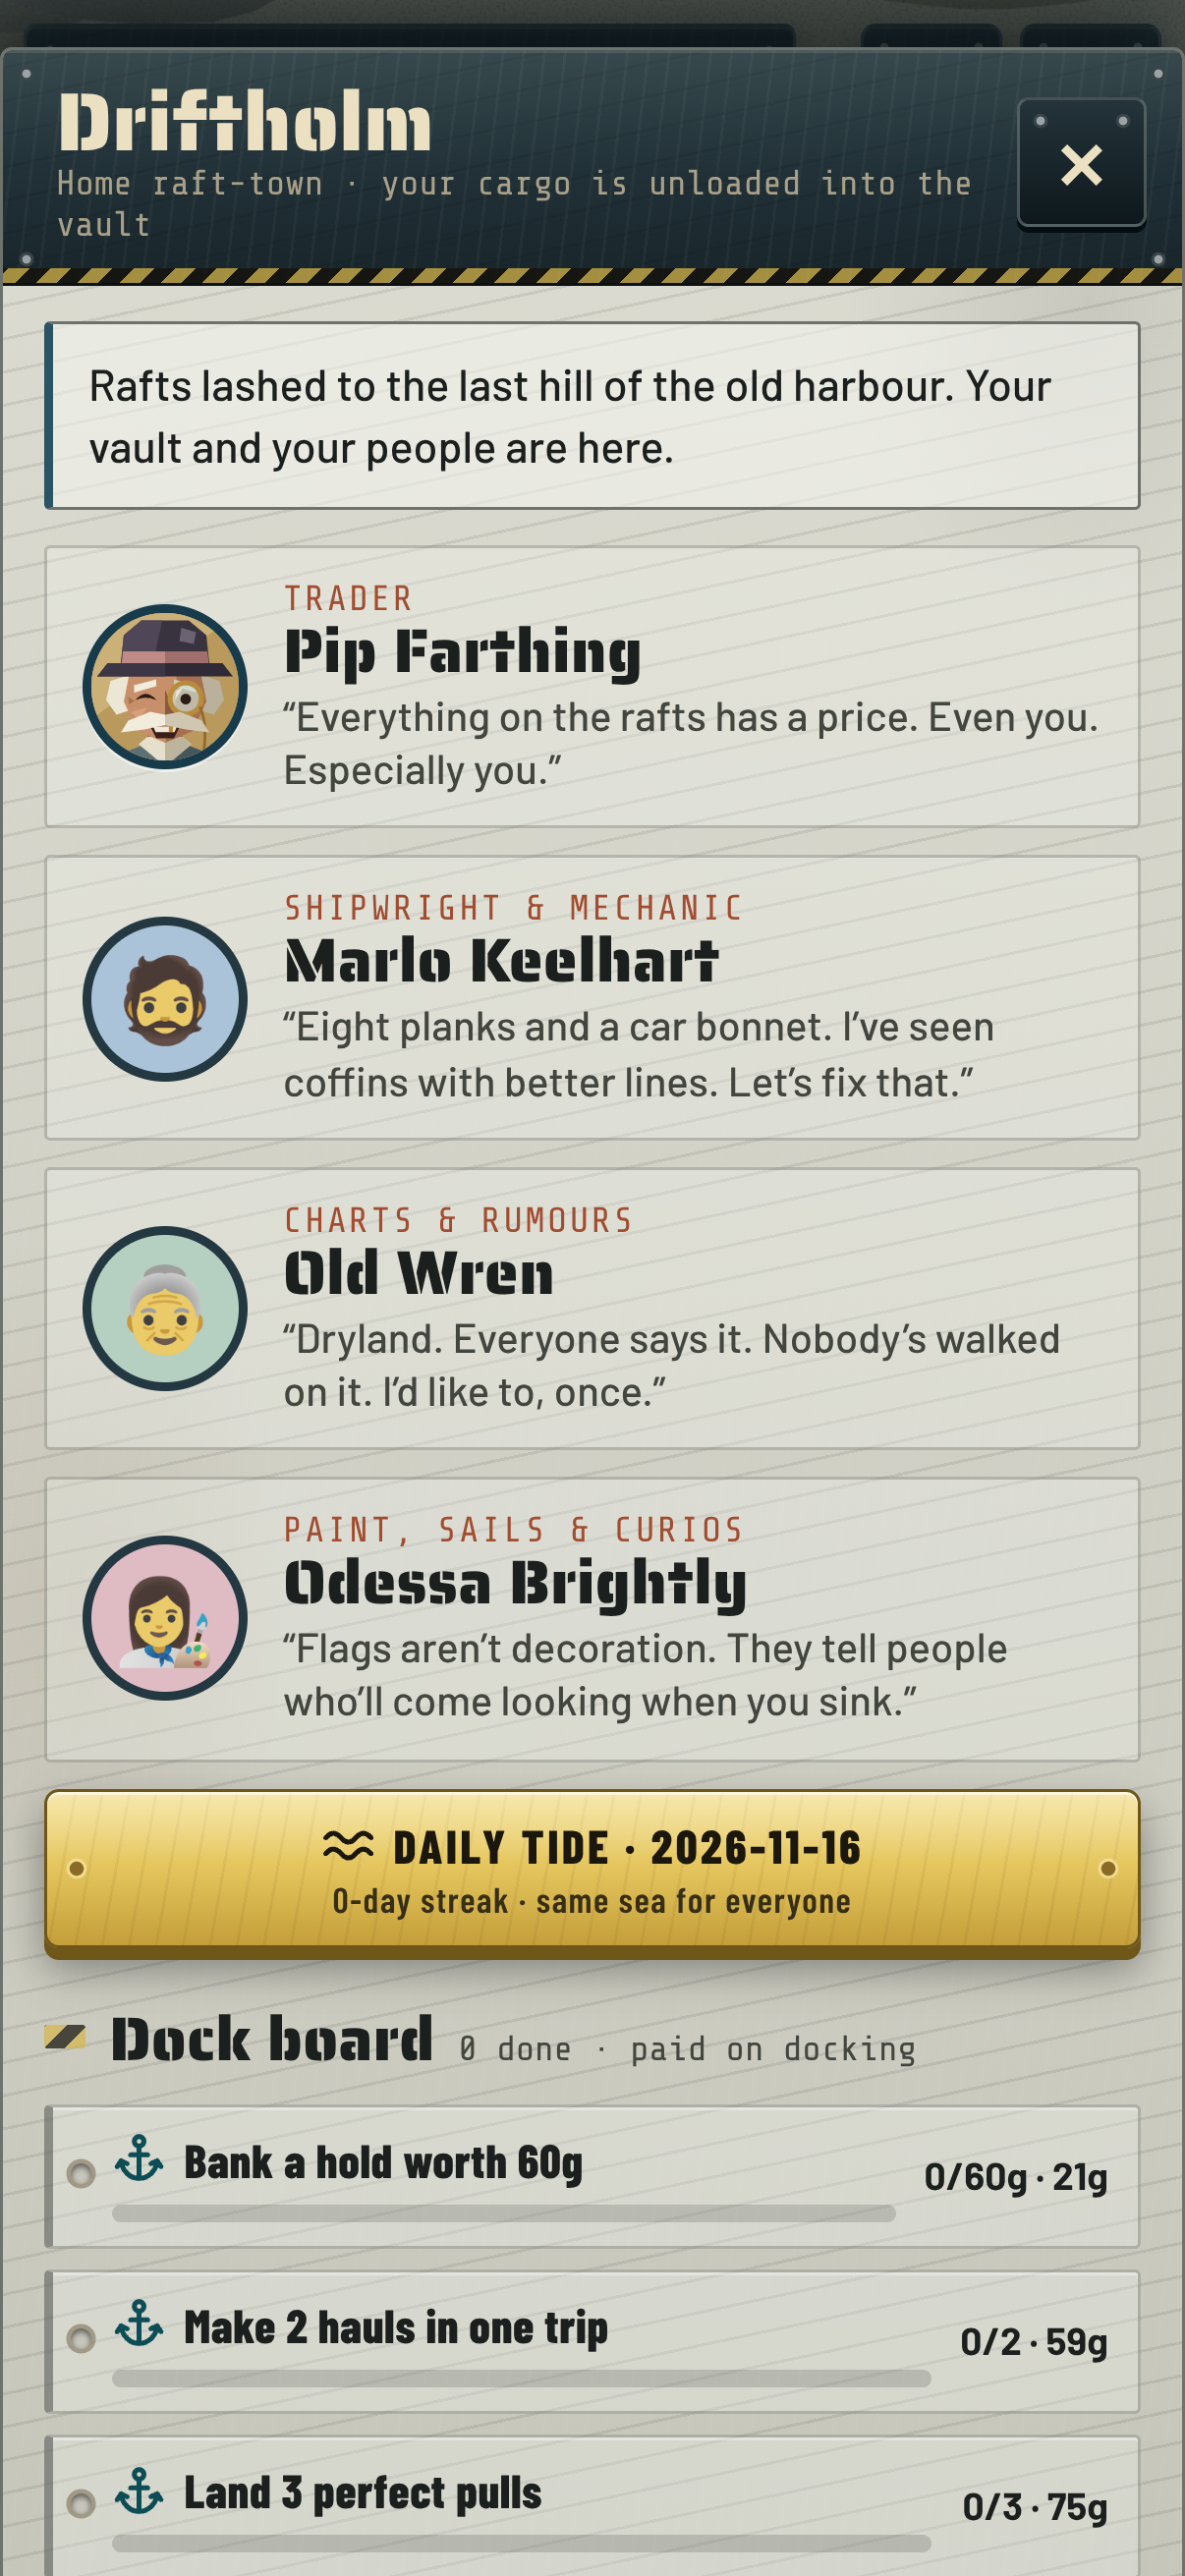 Driftholm
Home raft-town · your cargo is unloaded into the
vault
Rafts lashed to the last hill of the old harbour. Your
vault and your people are here.
TRADER
Pip Farthing
“Everything on the rafts has a price. Even you.
Especially you.”
SHIPWRIGHT & MECHANIC
Marlo Keelhart
“Eight planks and a car bonnet. I’ve seen
coffins with better lines. Let’s fix that.”
CHARTS & RUMOURS
Old Wren
“Dryland. Everyone says it. Nobody’s walked
on it. I’d like to, once.”
PAINT, SAILS & CURIOS
Odessa Brightly
“Flags aren’t decoration. They tell people
who’ll come looking when you sink.”
DAILY TIDE · 2026-11-16
0-day streak · same sea for everyone
Dock board 0 done · paid on docking
Bank a hold worth 60g 0/60g · 21g
Make 2 hauls in one trip 0/2 · 59g
Land 3 perfect pulls 0/3 · 75g